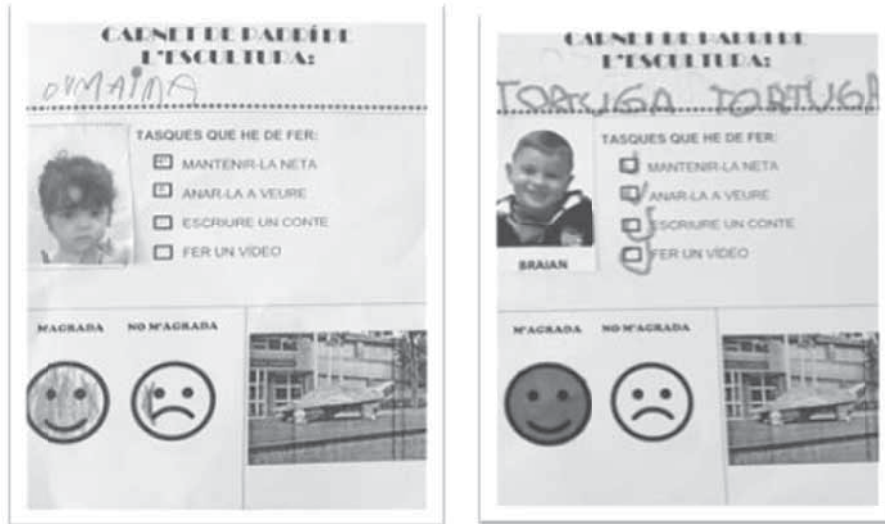 CARNET DE PADRÍ DE
L'ESCULTURA:
OUMAIMA
TASQUES QUE HE DE FER:
MANTENIR-LA NETA
ANAR-LA A VEURE
ESCRIURE UN CONTE
FER UN VÍDEO
M'AGRADA NO M'AGRADA
CARNET DE PADRÍ DE
L'ESCULTURA:
TORTUGA TORTUGA
TASQUES QUE HE DE FER:
MANTENIR-LA NETA
ANAR-LA A VEURE
ESCRIURE UN CONTE
FER UN VÍDEO
BRAIAN
M'AGRADA NO M'AGRADA